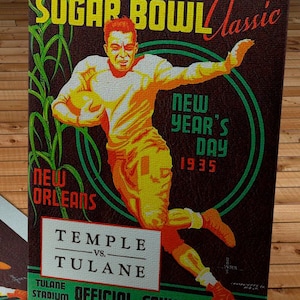 SUGAR BOWL
Classic
NEW
YEAR'S
DAY
1935
NEW
ORLEANS
TEMPLE
VS.
TULANE
TULANE
STADIUM
OFFICIAL